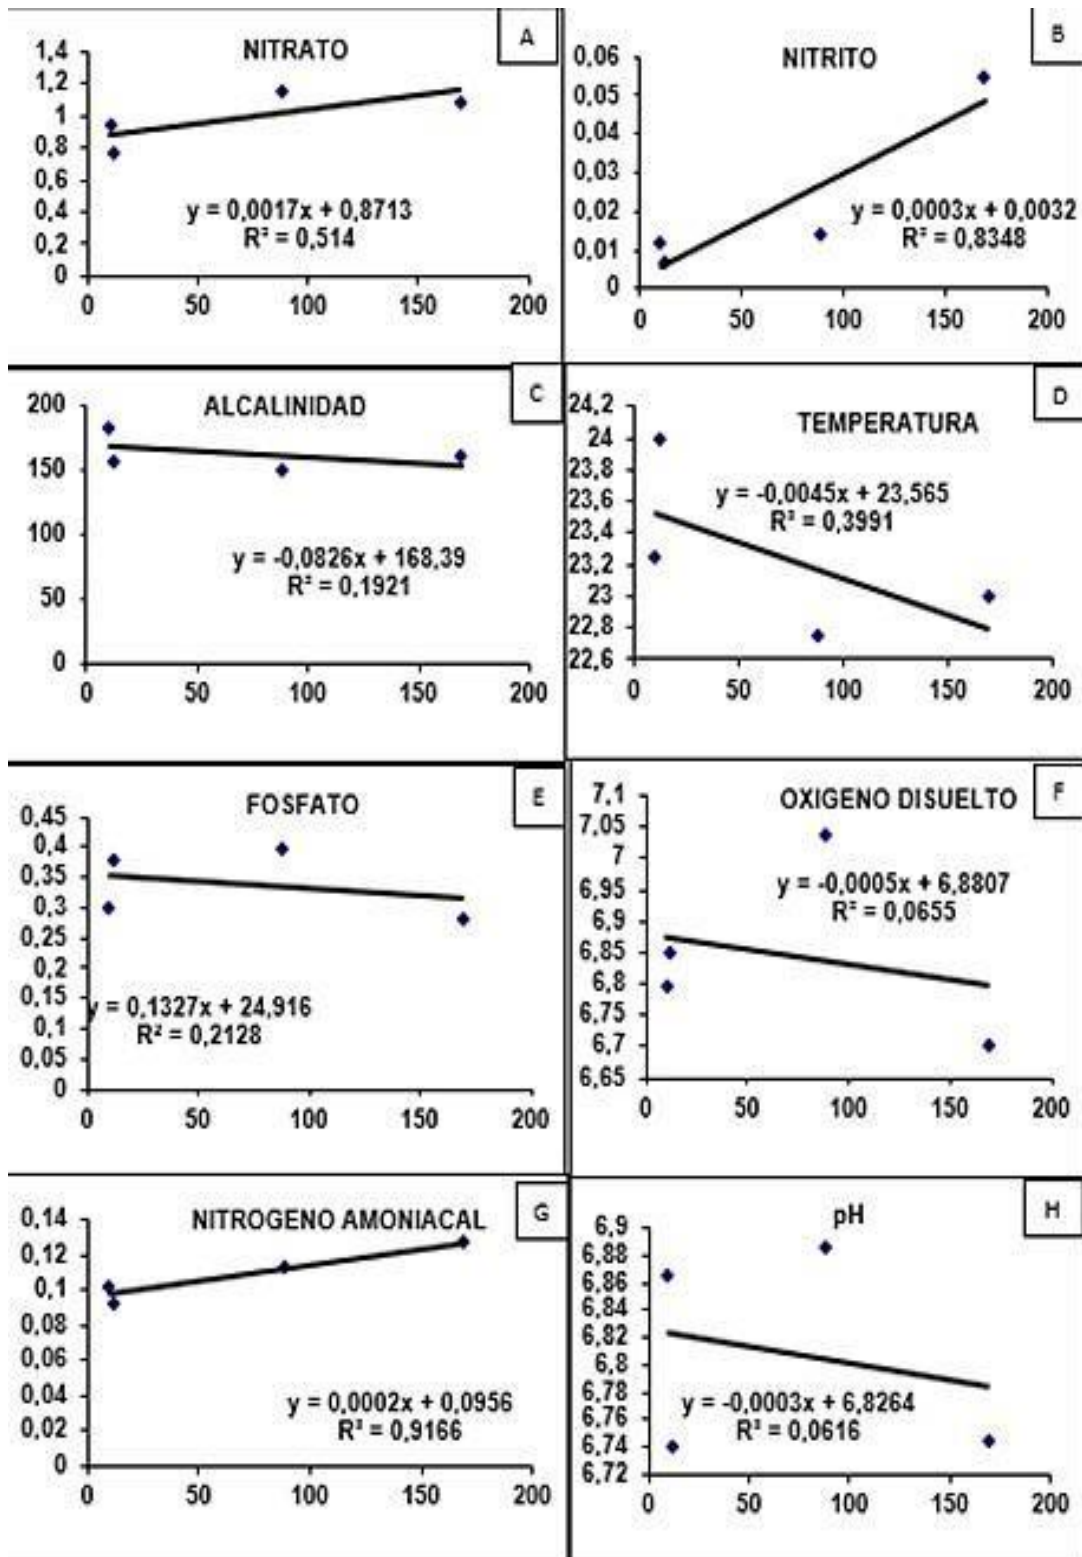 A
NITRATO
1,4
1,2
1
0,8
0,6
0,4
0,2
0
y = 0,0017x + 0,8713
R² = 0,514
0 50 100 150 200
B
NITRITO
0,06
0,05
0,04
0,03
0,02
0,01
0
y = 0,0003x + 0,0032
R² = 0,8348
0 50 100 150 200
C
ALCALINIDAD
200
150
100
50
0
y = -0,0826x + 168,39
R² = 0,1921
0 50 100 150 200
D
TEMPERATURA
24,2
24
23,8
23,6
23,4
23,2
23
22,8
22,6
y = -0,0045x + 23,565
R² = 0,3991
0 50 100 150 200
E
FOSFATO
0,45
0,4
0,35
0,3
0,25
0,2
0,15
0,1
0,05
0
y = 0,1327x + 24,916
R² = 0,2128
0 50 100 150 200
F
OXIGENO DISUELTO
7,1
7,05
7
6,95
6,9
6,85
6,8
6,75
6,7
6,65
y = -0,0005x + 6,8807
R² = 0,0655
0 50 100 150 200
G
NITROGENO AMONIACAL
0,14
0,12
0,1
0,08
0,06
0,04
0,02
0
y = 0,0002x + 0,0956
R² = 0,9166
0 50 100 150 200
H
pH
6,9
6,88
6,86
6,84
6,82
6,8
6,78
6,76
6,74
6,72
y = -0,0003x + 6,8264
R² = 0,0616
0 50 100 150 200